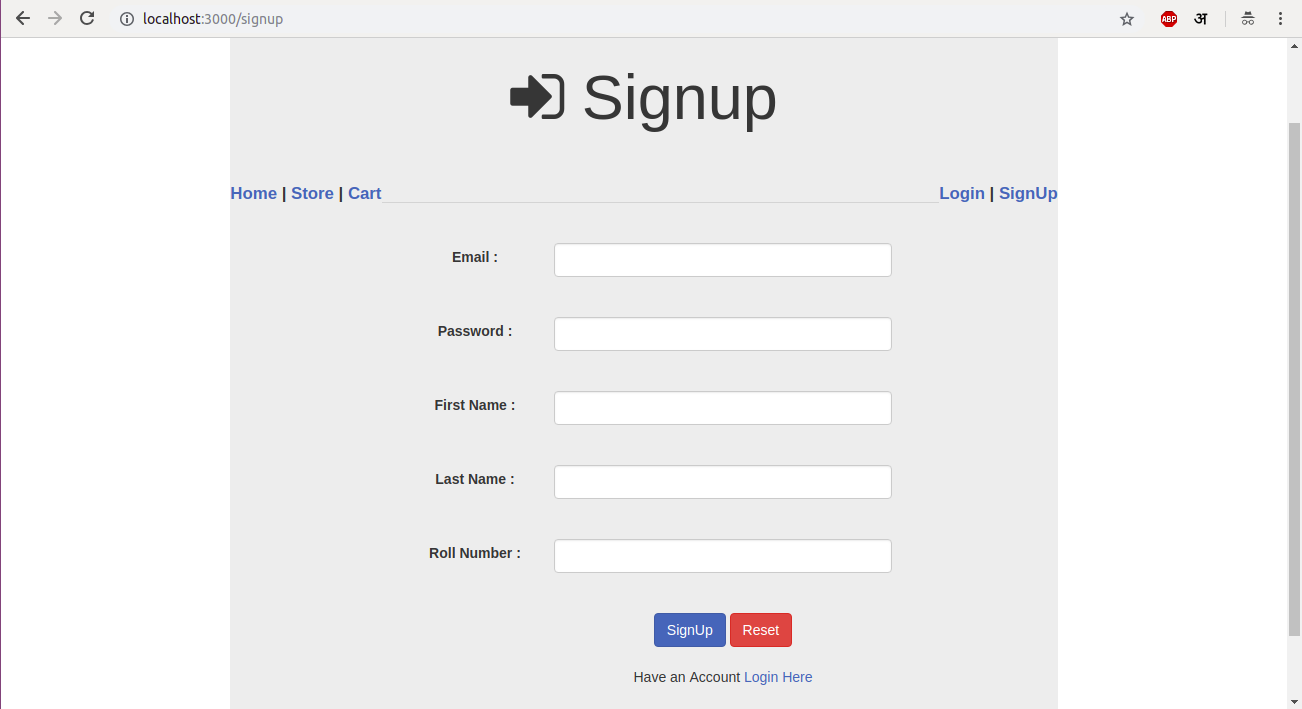 localhost:3000/signup
ABP अ
Signup
Home | Store | Cart Login | SignUp
Email :
Password :
First Name :
Last Name :
Roll Number :
SignUp Reset
Have an Account Login Here